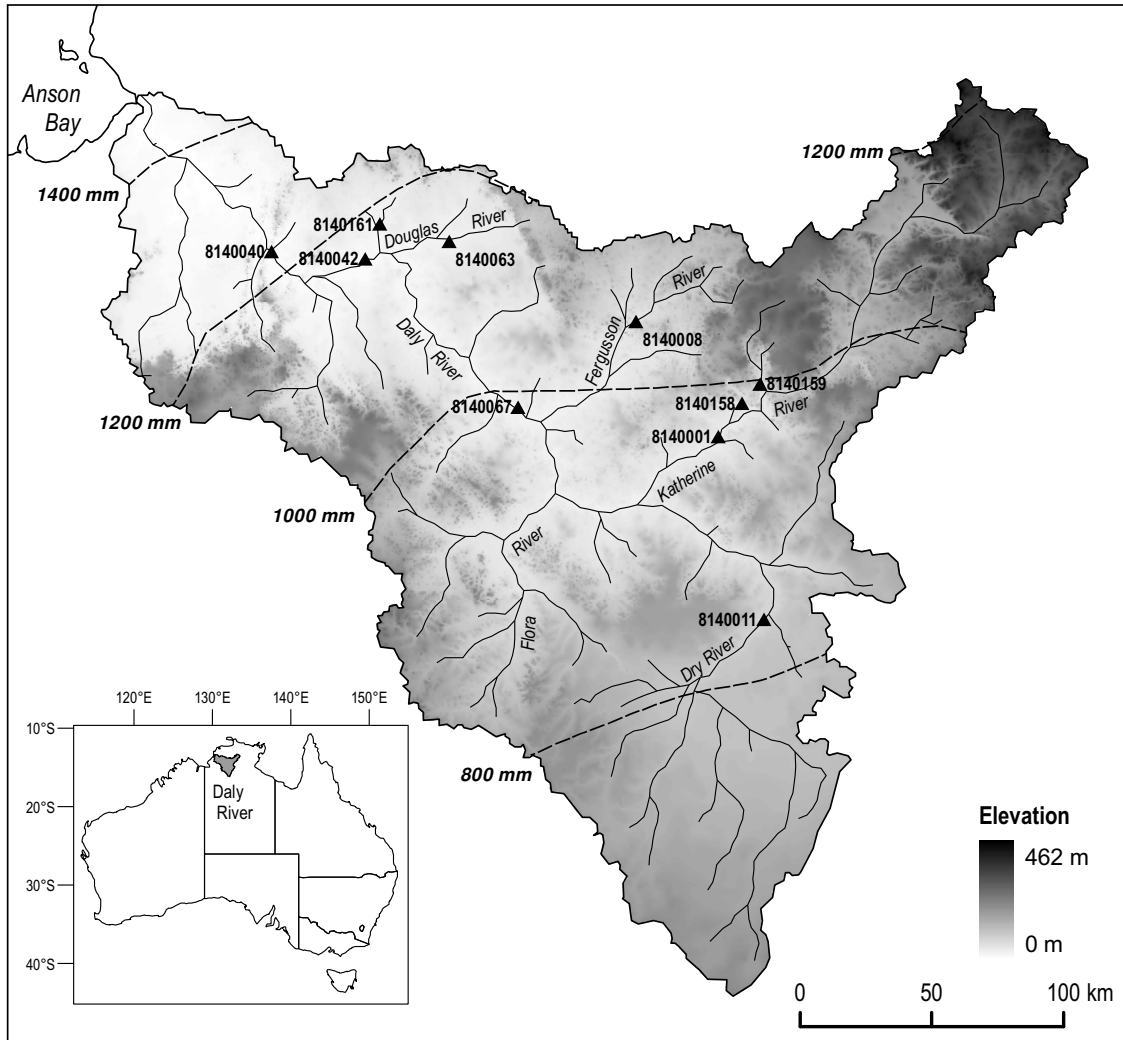 Anson
Bay
1200 mm
1400 mm
8140161
Douglas
River
8140040
8140042
8140063
River
Fergusson
8140008
Daly
River
8140159
8140158
River
8140067
1200 mm
8140001
Katherine
1000 mm
River
8140011
Flora
Dry River
800 mm
120°E
130°E
140°E
150°E
10°S
20°S
30°S
40°S
Daly
River
Elevation
462 m
0 m
0
50
100 km